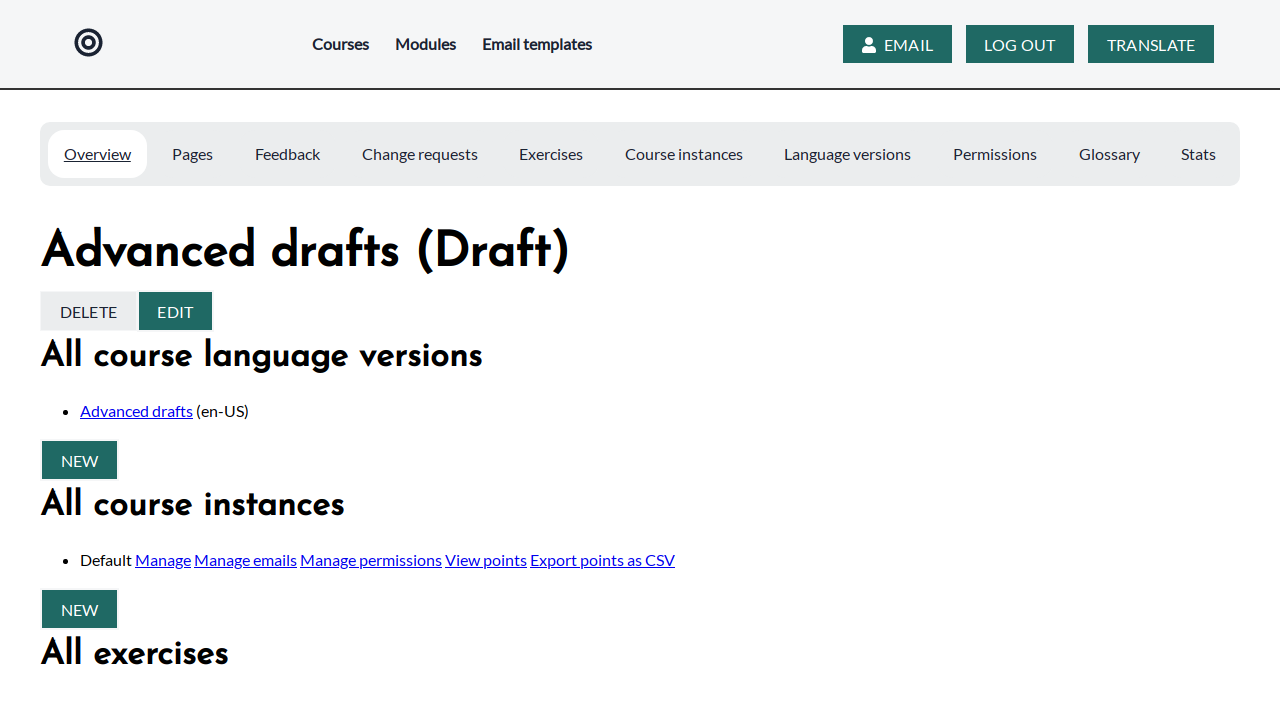 Courses Modules Email templates EMAIL LOG OUT TRANSLATE
Overview Pages Feedback Change requests Exercises Course instances Language versions Permissions Glossary Stats
Advanced drafts (Draft)
DELETE EDIT
All course language versions
Advanced drafts (en-US)
NEW
All course instances
Default Manage Manage emails Manage permissions View points Export points as CSV
NEW
All exercises